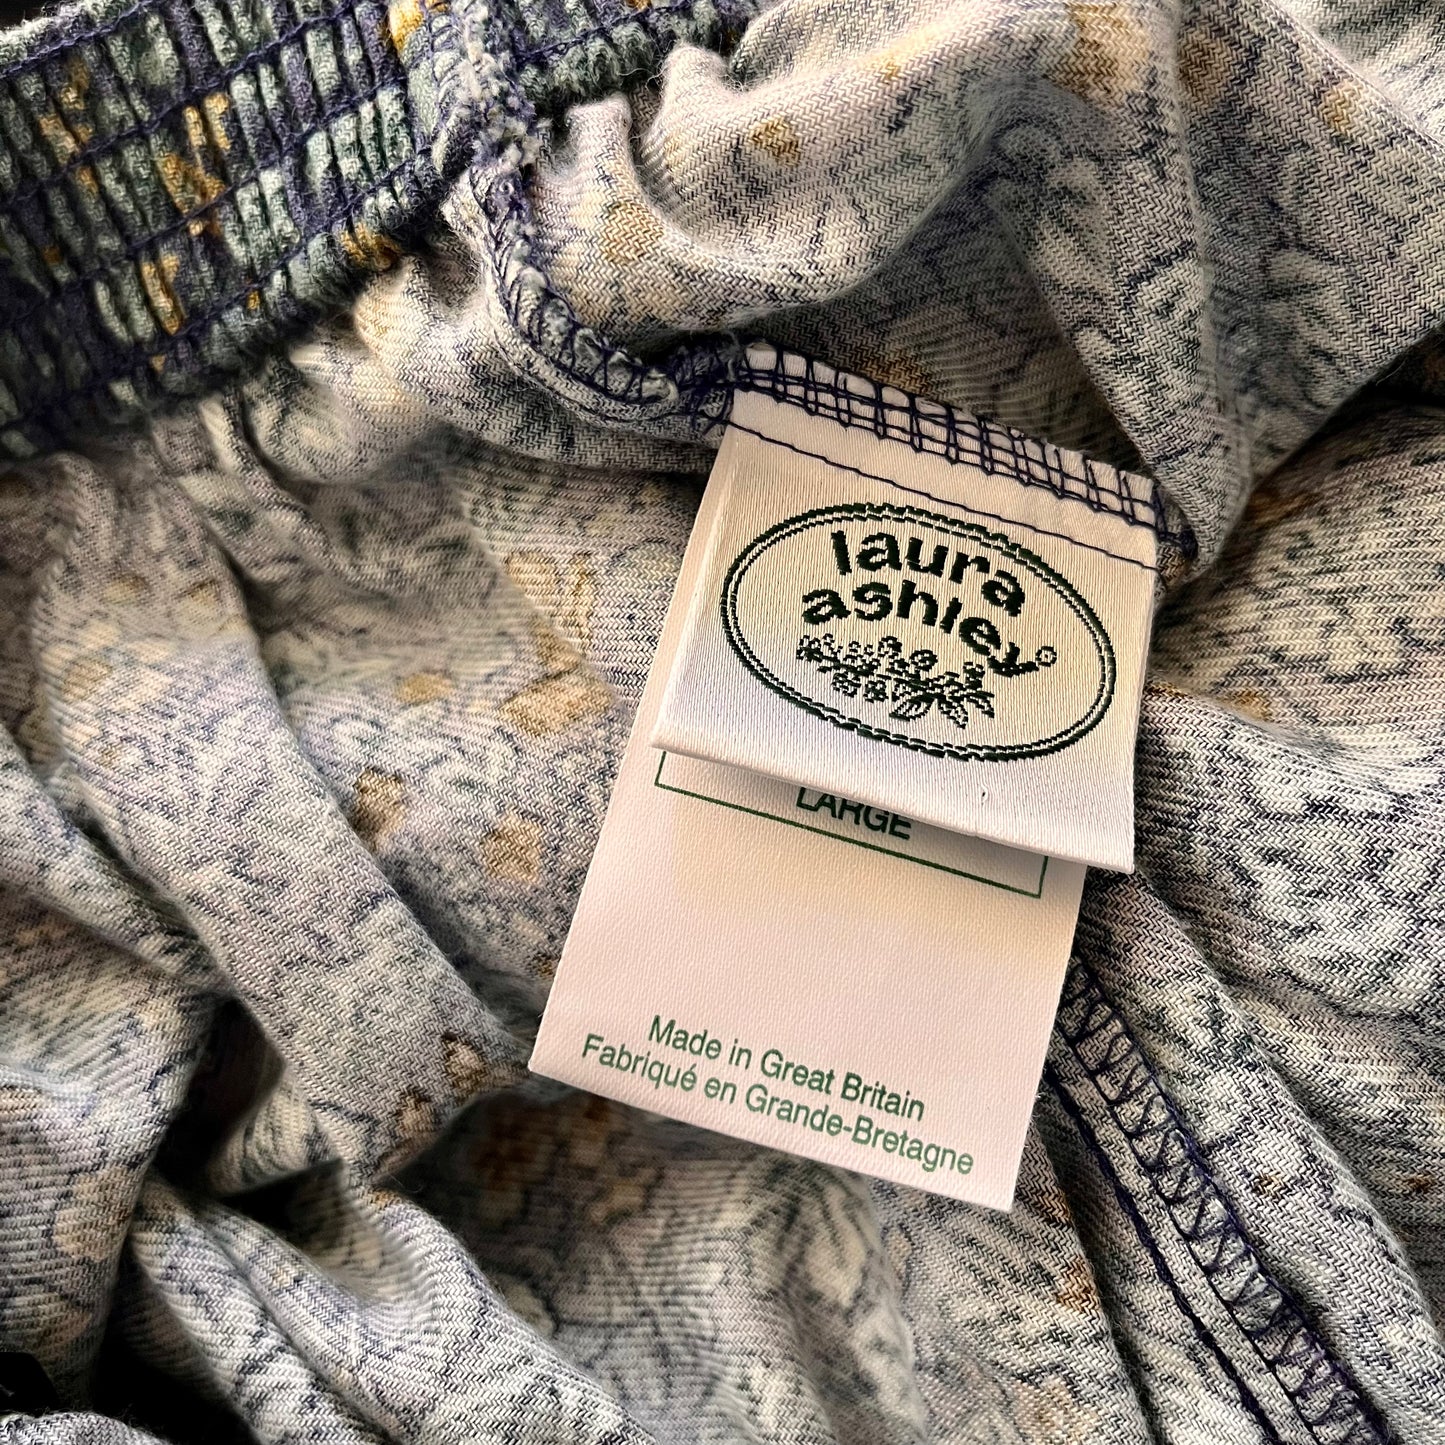 laura
ashley®
LARGE
Made in Great Britain
Fabriqué en Grande-Bretagne